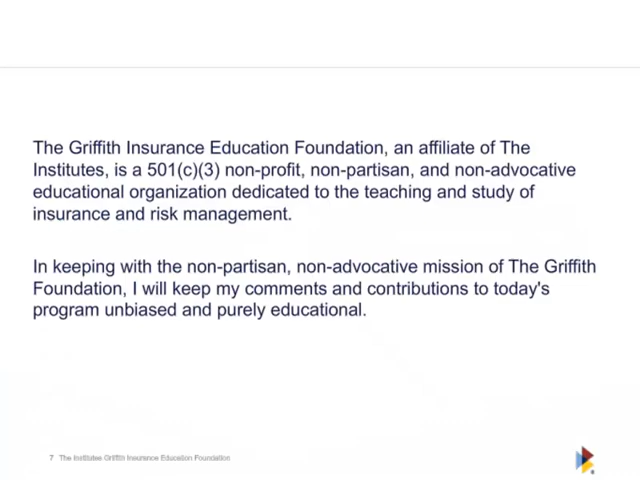 The Griffith Insurance Education Foundation, an affiliate of The
Institutes, is a 501(c)(3) non-profit, non-partisan, and non-advocative
educational organization dedicated to the teaching and study of
insurance and risk management.
In keeping with the non-partisan, non-advocative mission of The Griffith
Foundation, I will keep my comments and contributions to today's
program unbiased and purely educational.
7 The Institutes Griffith Insurance Education Foundation